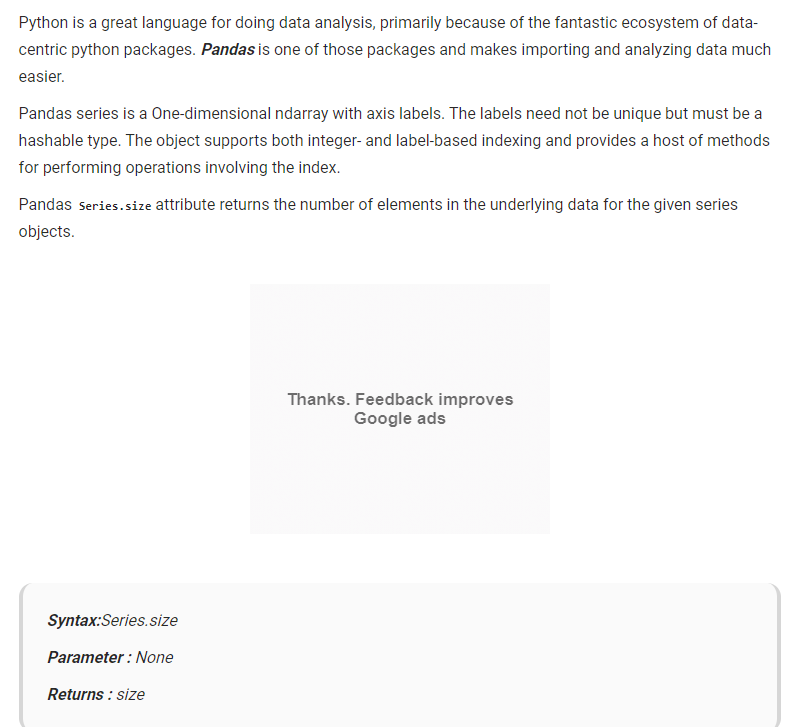 Python is a great language for doing data analysis, primarily because of the fantastic ecosystem of data-
centric python packages. Pandas is one of those packages and makes importing and analyzing data much
easier.
Pandas series is a One-dimensional ndarray with axis labels. The labels need not be unique but must be a
hashable type. The object supports both integer- and label-based indexing and provides a host of methods
for performing operations involving the index.
Pandas Series.size attribute returns the number of elements in the underlying data for the given series
objects.
Thanks. Feedback improves
Google ads
Syntax:Series.size
Parameter : None
Returns : size